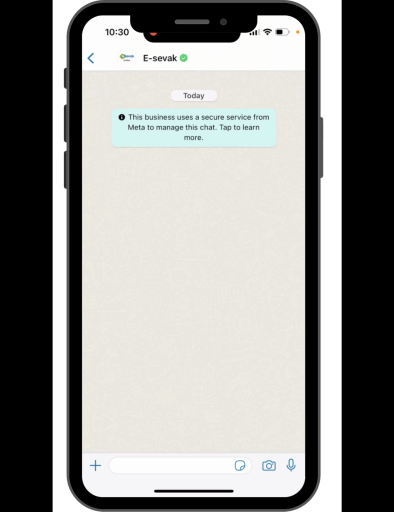 10:30
E-sevak
Today
This business uses a secure service from
Meta to manage this chat. Tap to learn
more.